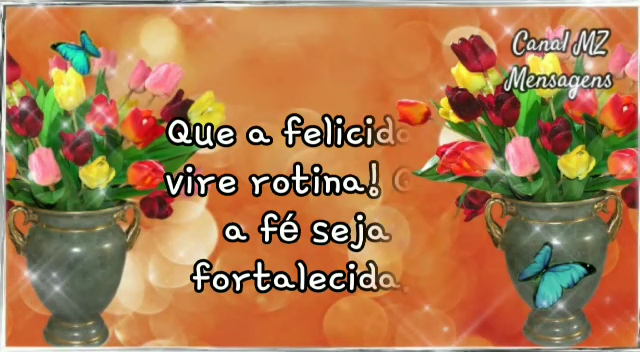 Canal MZ
Mensagens
Que a felicida
vire rotina!
a fé seja
fortalecida.